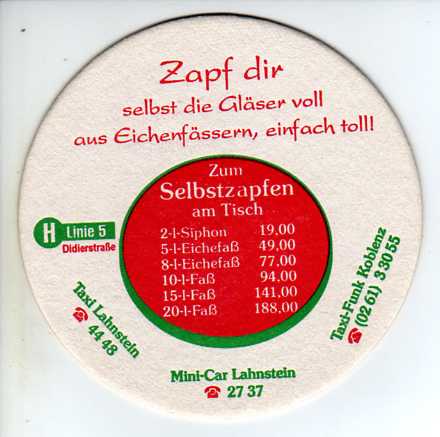 Zapf dir
selbst die Gläser voll
aus Eichenfässern, einfach toll!
Zum
Selbstzapfen
am Tisch
2-l-Siphon 19,00
5-l-Eichefaß 49,00
8-l-Eichefaß 77,00
10-l-Faß 94,00
15-l-Faß 141,00
20-l-Faß 188,00
H Linie 5
Didierstraße
Taxi Lahnstein
☎ 44 48
Mini-Car Lahnstein
☎ 27 37
Taxi-Funk Koblenz
☎ (02 61) 3 30 55